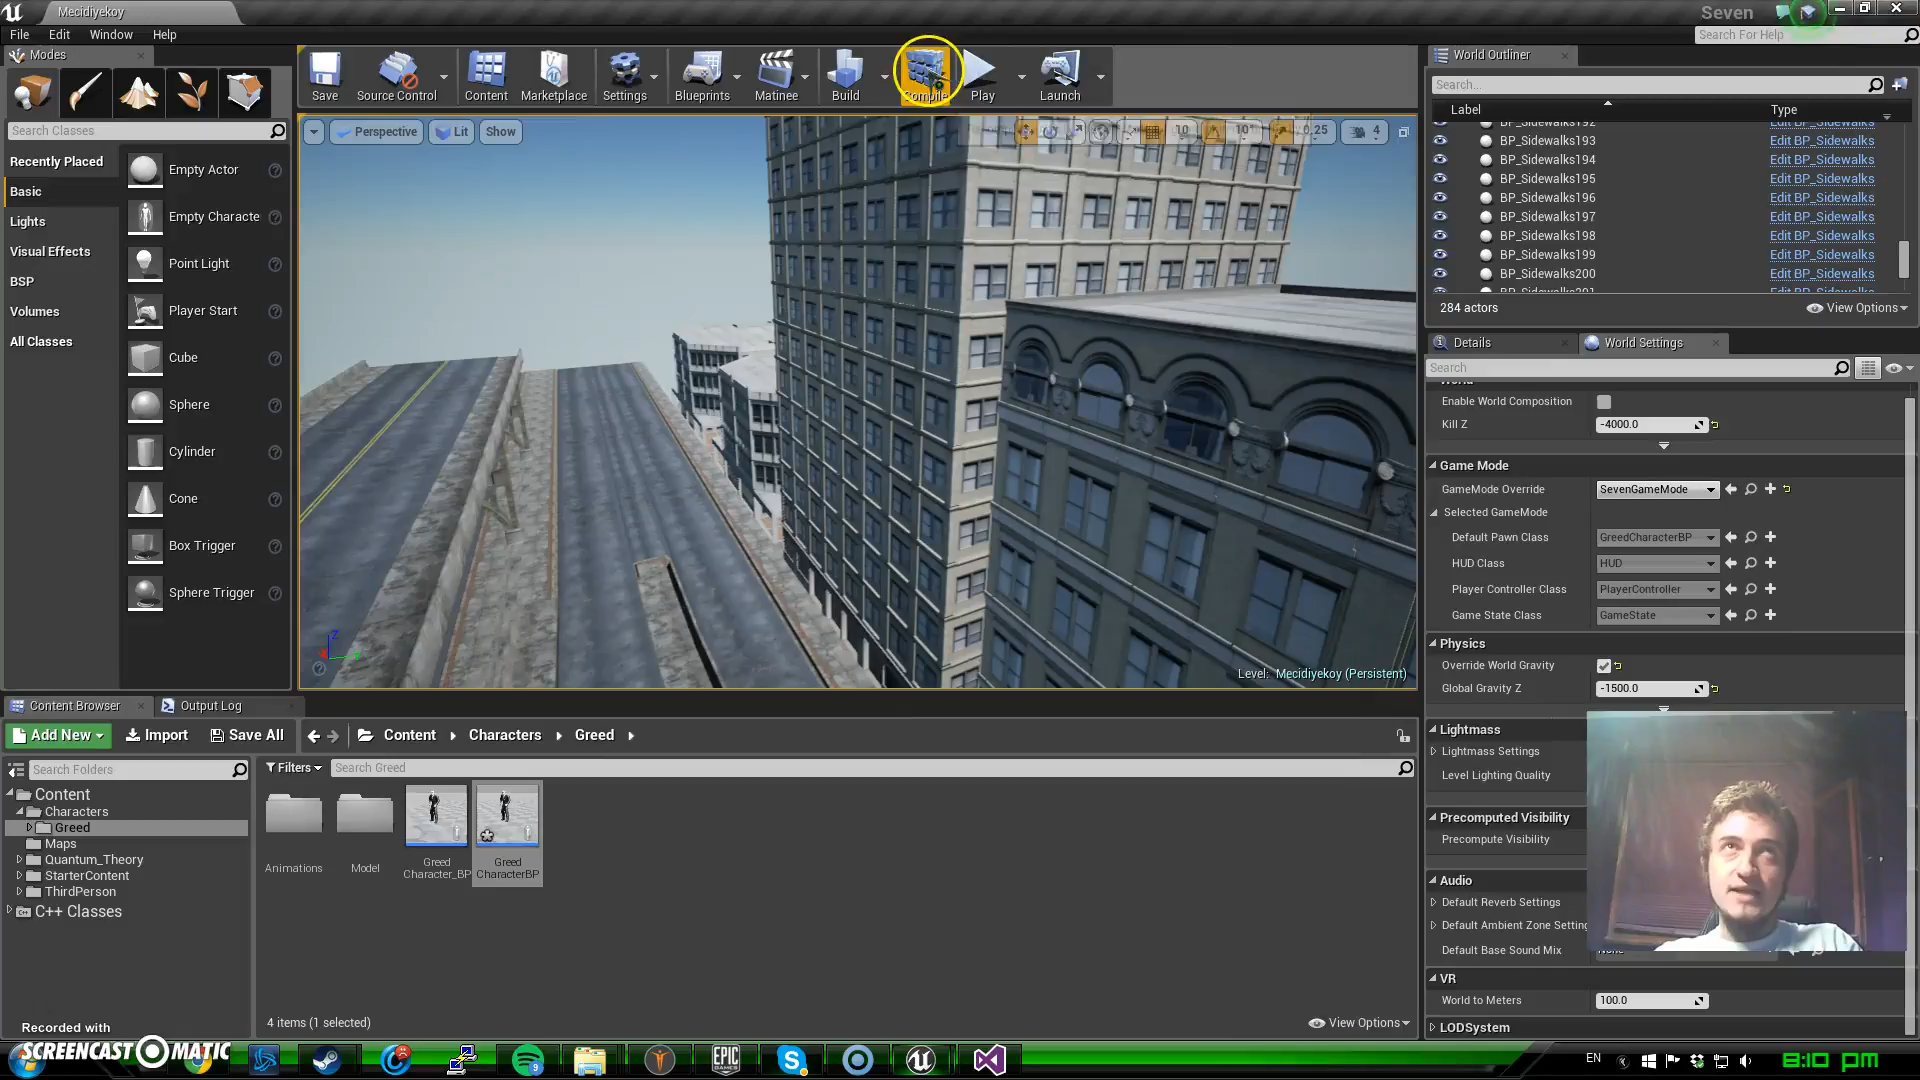 Mecidiyekoy
Seven
File Edit Window Help
Search For Help
Modes
Save Source Control Content Marketplace Settings Blueprints Matinee Build Compile Play Launch
World Outliner
Search...
Label Type
Search Classes
Perspective Lit Show
10 10° 0.25 4
BP_Sidewalks192 Edit BP_Sidewalks
BP_Sidewalks193 Edit BP_Sidewalks
BP_Sidewalks194 Edit BP_Sidewalks
BP_Sidewalks195 Edit BP_Sidewalks
BP_Sidewalks196 Edit BP_Sidewalks
BP_Sidewalks197 Edit BP_Sidewalks
BP_Sidewalks198 Edit BP_Sidewalks
BP_Sidewalks199 Edit BP_Sidewalks
BP_Sidewalks200 Edit BP_Sidewalks
BP_Sidewalks201 Edit BP_Sidewalks
284 actors View Options
Recently Placed
Basic
Lights
Visual Effects
BSP
Volumes
All Classes
Empty Actor
Empty Characte
Point Light
Player Start
Cube
Sphere
Cylinder
Cone
Box Trigger
Sphere Trigger
Level: Mecidiyekoy (Persistent)
Details World Settings
Search
World
Enable World Composition
Kill Z -4000.0
Game Mode
GameMode Override SevenGameMode
Selected GameMode
Default Pawn Class GreedCharacterBP
HUD Class HUD
Player Controller Class PlayerController
Game State Class GameState
Physics
Override World Gravity
Global Gravity Z -1500.0
Lightmass
Lightmass Settings
Level Lighting Quality
Precomputed Visibility
Precompute Visibility
Audio
Default Reverb Settings
Default Ambient Zone Setting
Default Base Sound Mix None
VR
World to Meters 100.0
LODSystem
Content Browser Output Log
Add New Import Save All Content Characters Greed
Search Folders
Filters Search Greed
Content
Characters
Greed
Maps
Quantum_Theory
StarterContent
ThirdPerson
C++ Classes
Animations
Model
Greed
Character_BP
Greed
CharacterBP
4 items (1 selected) View Options
Recorded with
SCREENCAST MATIC
9
EPIC
GAMES
EN
8:10 pm